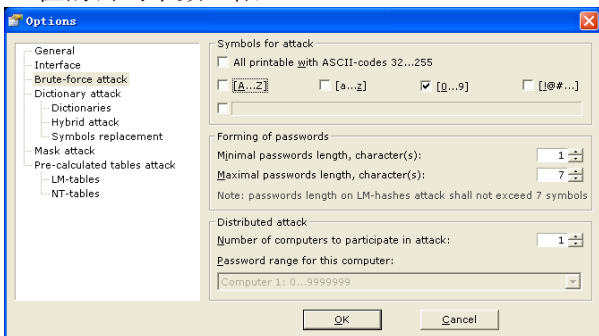 Options
General
Interface
Brute-force attack
Dictionary attack
Dictionaries
Hybrid attack
Symbols replacement
Mask attack
Pre-calculated tables attack
LM-tables
NT-tables
Symbols for attack
All printable with ASCII-codes 32...255
[A...Z] [a...z] [0...9] [!@#...]
Forming of passwords
Minimal passwords length, character(s): 1
Maximal passwords length, character(s): 7
Note: passwords length on LM-hashes attack shall not exceed 7 symbols
Distributed attack
Number of computers to participate in attack: 1
Password range for this computer:
Computer 1: 0...9999999
OK Cancel